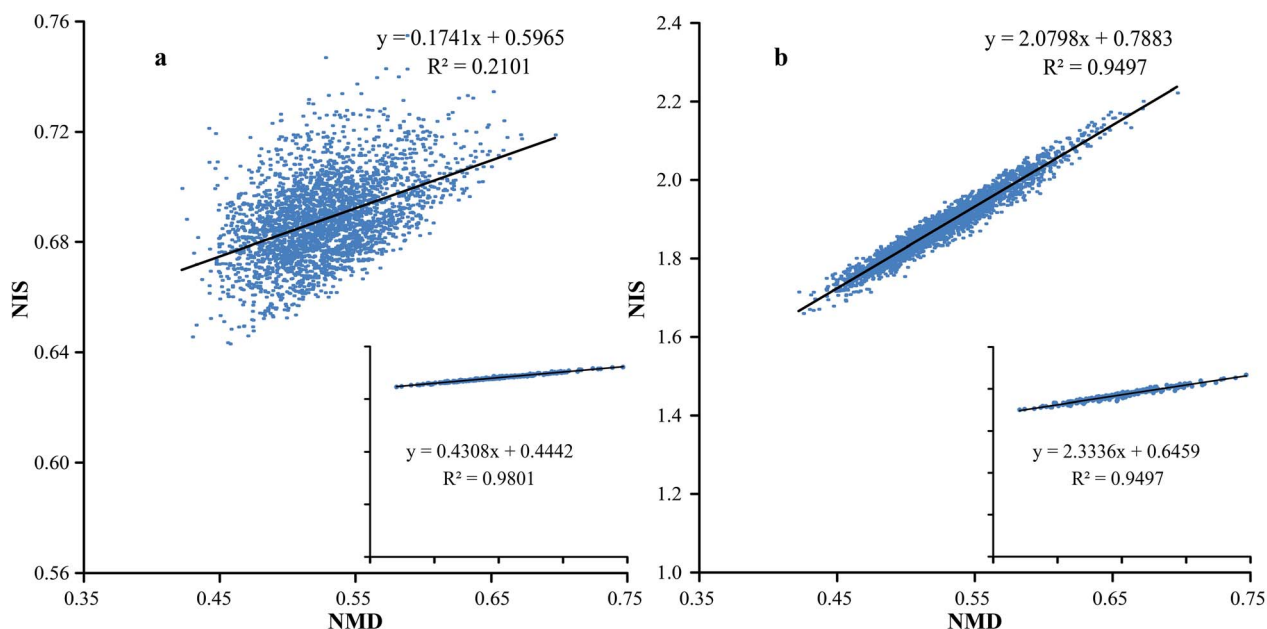 a
y = 0.1741x + 0.5965
R² = 0.2101
0.76
0.72
0.68
0.64
0.60
0.56
NIS
y = 0.4308x + 0.4442
R² = 0.9801
0.35
0.45
0.55
0.65
0.75
NMD
b
y = 2.0798x + 0.7883
R² = 0.9497
2.4
2.2
2.0
1.8
1.6
1.4
1.2
1.0
NIS
y = 2.3336x + 0.6459
R² = 0.9497
0.35
0.45
0.55
0.65
0.75
NMD